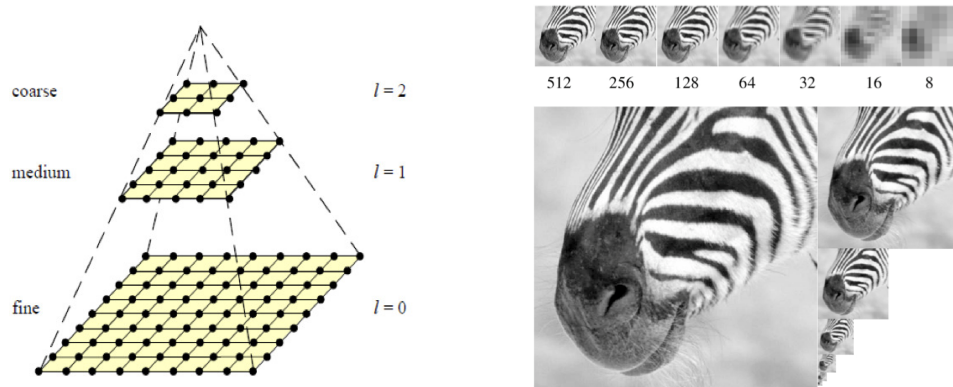 coarse l = 2
medium l = 1
fine l = 0
512 256 128 64 32 16 8